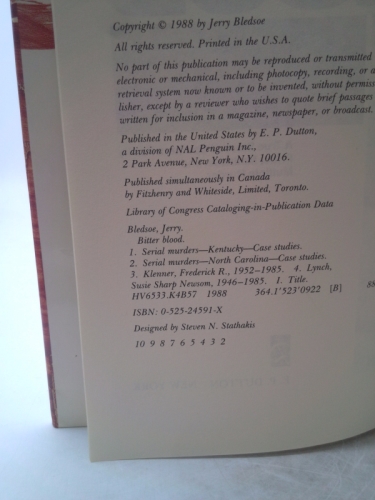 Copyright © 1988 by Jerry Bledsoe
All rights reserved. Printed in the U.S.A.
No part of this publication may be reproduced or transmitted
electronic or mechanical, including photocopy, recording, or a
retrieval system now known or to be invented, without permis
lisher, except by a reviewer who wishes to quote brief passages
written for inclusion in a magazine, newspaper, or broadcast.
Published in the United States by E. P. Dutton,
a division of NAL Penguin Inc.,
2 Park Avenue, New York, N.Y. 10016.
Published simultaneously in Canada
by Fitzhenry and Whiteside, Limited, Toronto.
Library of Congress Cataloging-in-Publication Data
Bledsoe, Jerry.
Bitter blood.
1. Serial murders—Kentucky—Case studies.
2. Serial murders—North Carolina—Case studies.
3. Klenner, Frederick R., 1952–1985. 4. Lynch,
Susie Sharp Newsom, 1946–1985. I. Title.
HV6533.K4B57 1988 364.1'523'0922 [B] 88
ISBN: 0-525-24591-X
Designed by Steven N. Stathakis
10 9 8 7 6 5 4 3 2